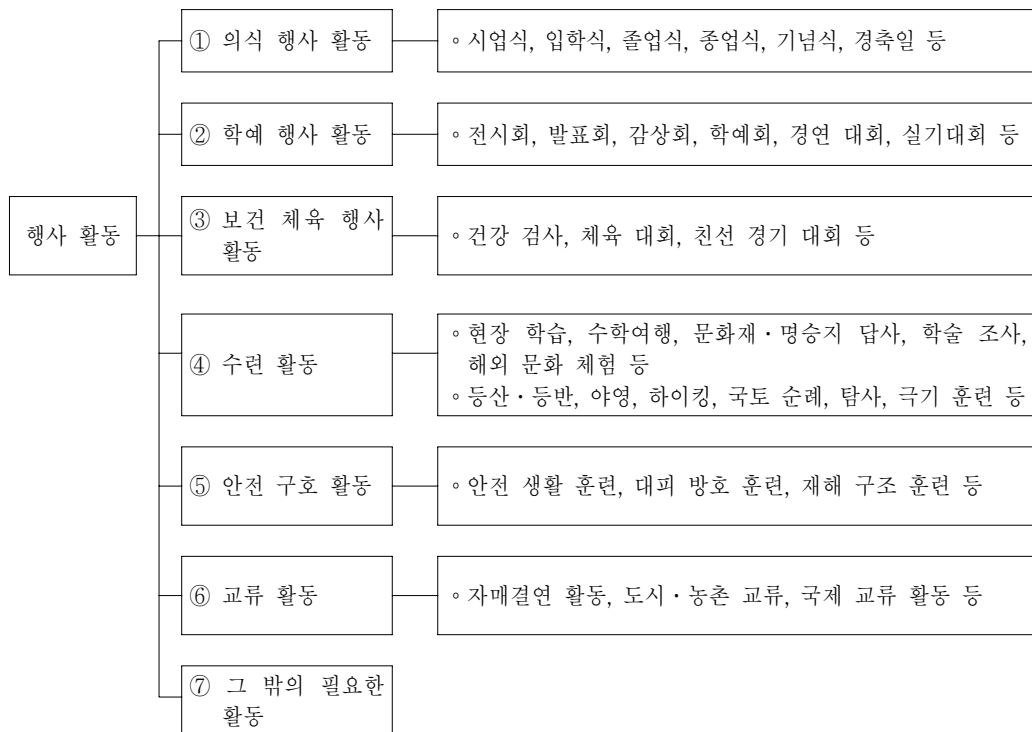 행사 활동
① 의식 행사 활동
◦시업식, 입학식, 졸업식, 종업식, 기념식, 경축일 등
② 학예 행사 활동
◦전시회, 발표회, 감상회, 학예회, 경연 대회, 실기대회 등
③ 보건 체육 행사
활동
◦건강 검사, 체육 대회, 친선 경기 대회 등
④ 수련 활동
◦현장 학습, 수학여행, 문화재·명승지 답사, 학술 조사,
해외 문화 체험 등
◦등산·등반, 야영, 하이킹, 국토 순례, 탐사, 극기 훈련 등
⑤ 안전 구호 활동
◦안전 생활 훈련, 대피 방호 훈련, 재해 구조 훈련 등
⑥ 교류 활동
◦자매결연 활동, 도시·농촌 교류, 국제 교류 활동 등
⑦ 그 밖의 필요한
활동